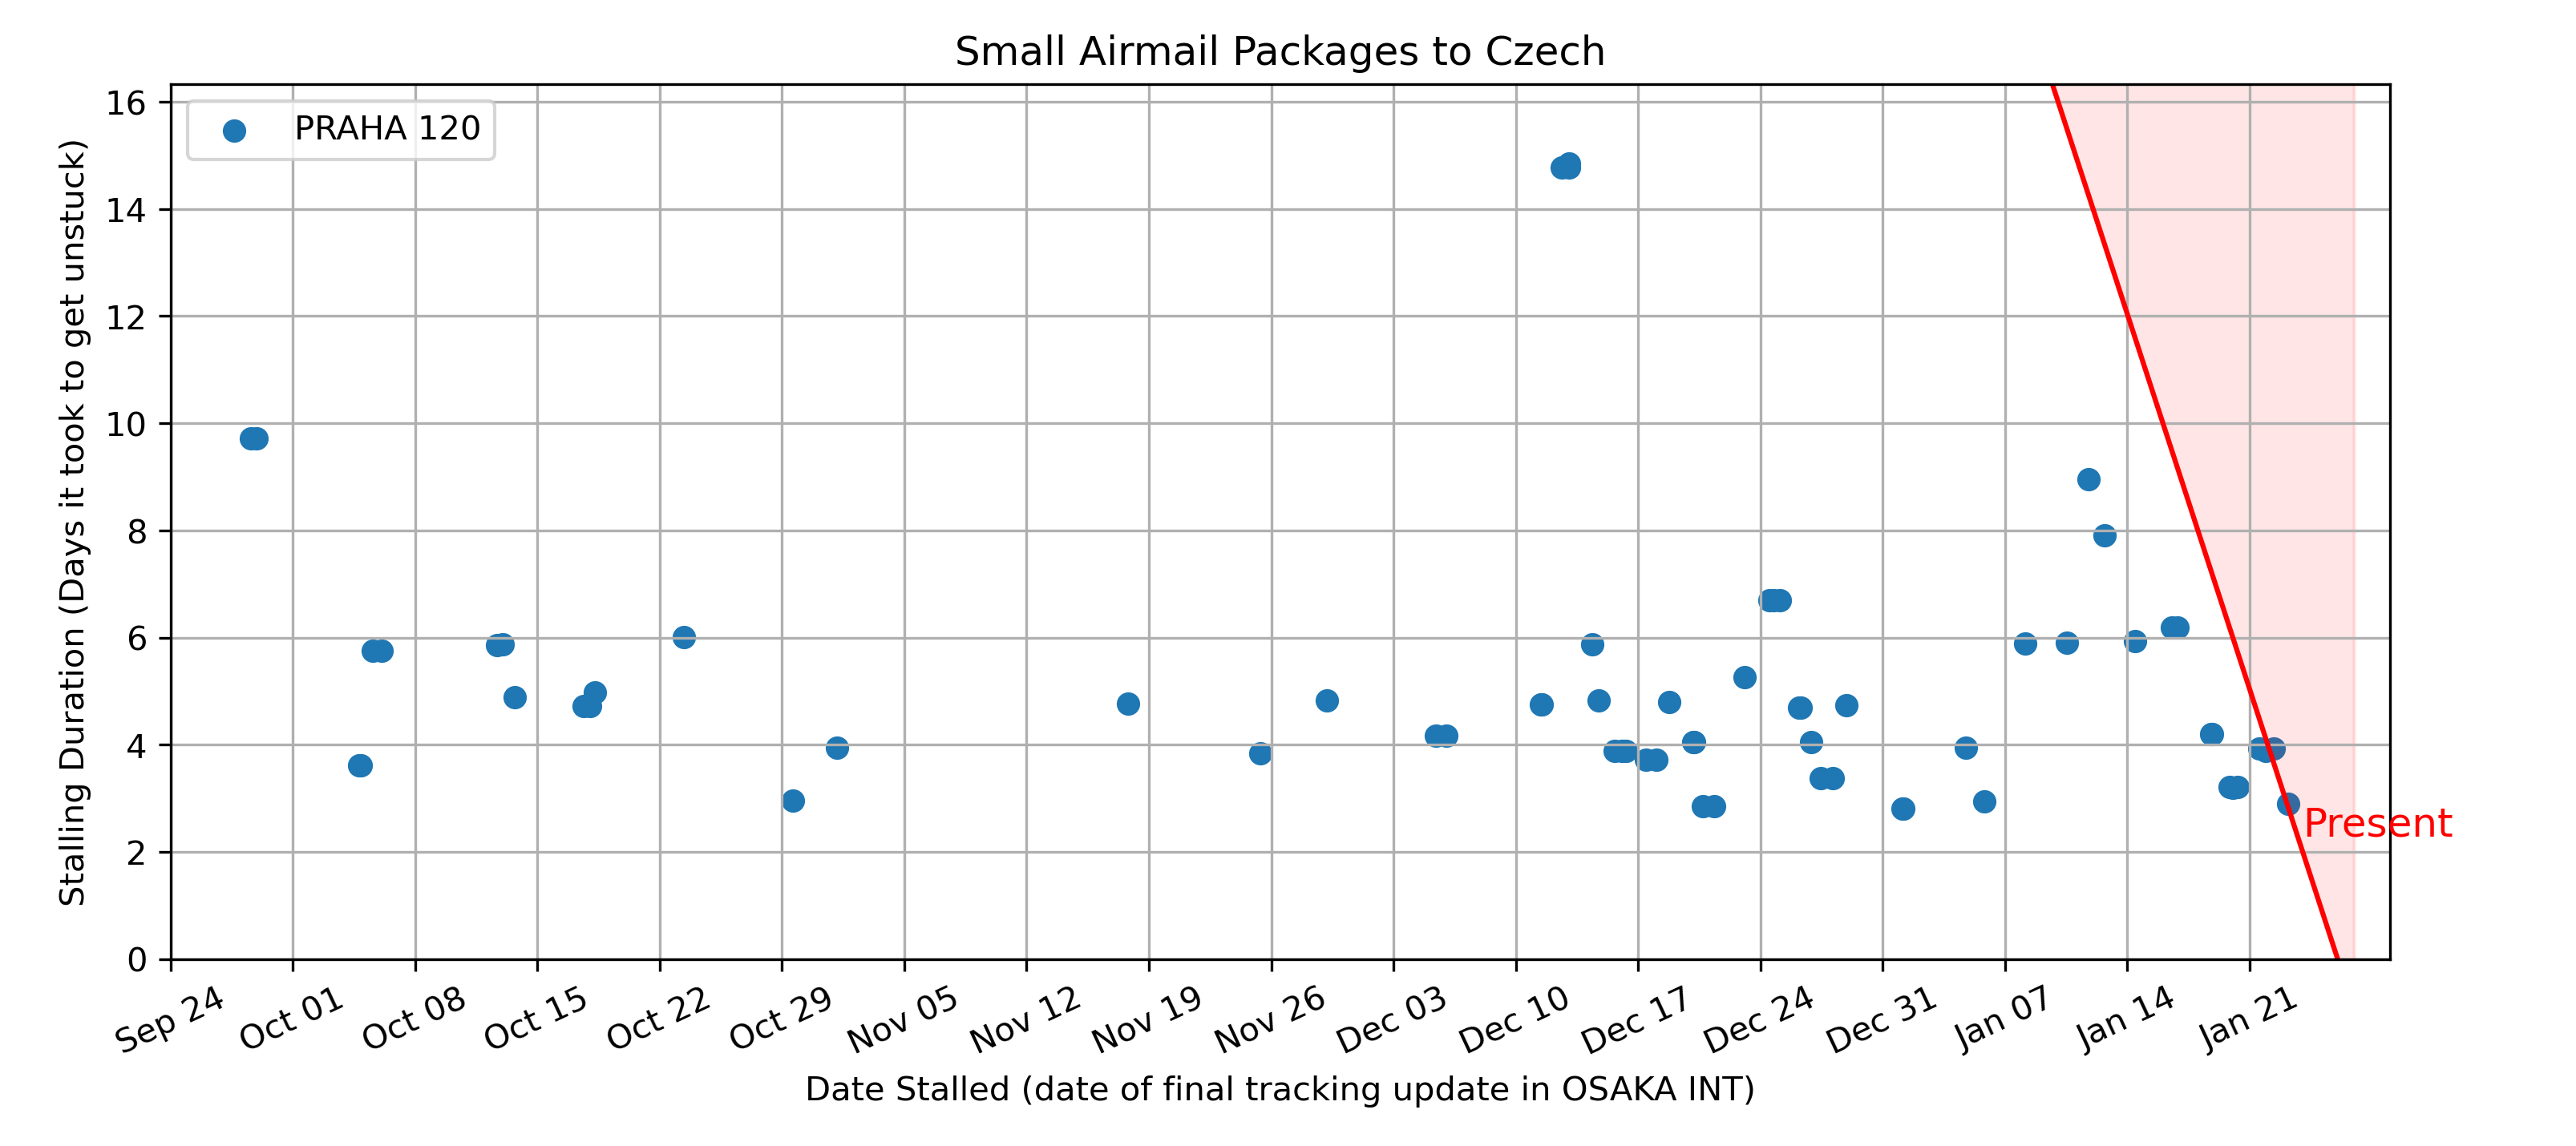 Small Airmail Packages to Czech
PRAHA 120
Stalling Duration (Days it took to get unstuck)
16
14
12
10
8
6
4
2
0
Present
Sep 24
Oct 01
Oct 08
Oct 15
Oct 22
Oct 29
Nov 05
Nov 12
Nov 19
Nov 26
Dec 03
Dec 10
Dec 17
Dec 24
Dec 31
Jan 07
Jan 14
Jan 21
Date Stalled (date of final tracking update in OSAKA INT)